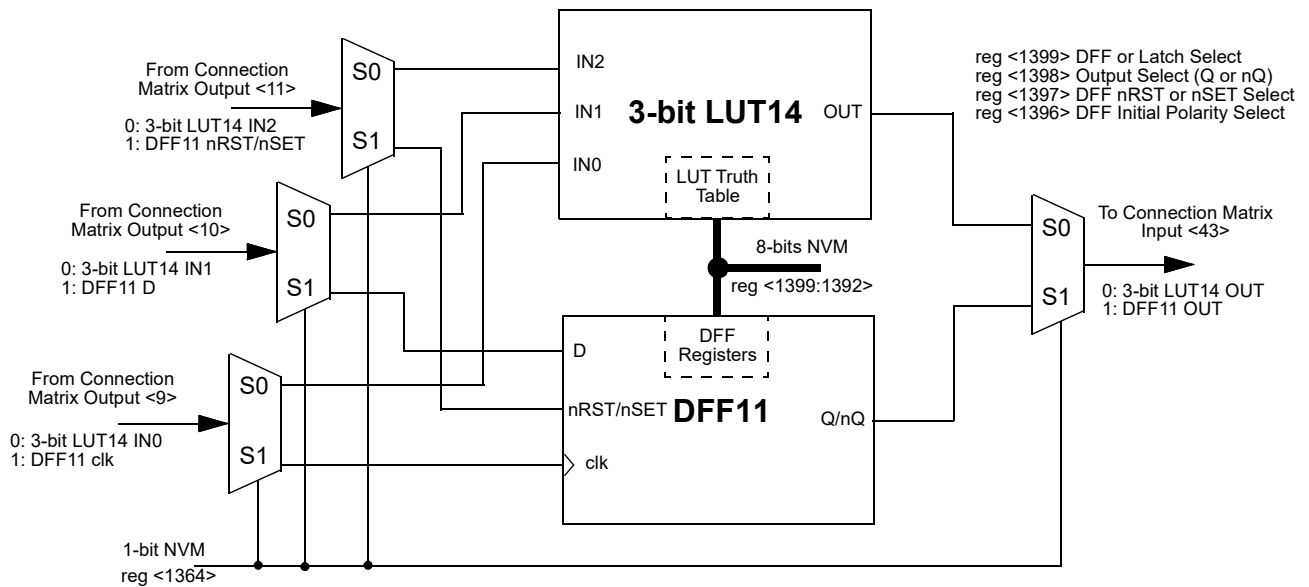 From Connection
Matrix Output <11>
0: 3-bit LUT14 IN2
1: DFF11 nRST/nSET
S0
S1
IN2
IN1
IN0
3-bit LUT14
OUT
LUT Truth
Table
reg <1399> DFF or Latch Select
reg <1398> Output Select (Q or nQ)
reg <1397> DFF nRST or nSET Select
reg <1396> DFF Initial Polarity Select
From Connection
Matrix Output <10>
0: 3-bit LUT14 IN1
1: DFF11 D
S0
S1
8-bits NVM
reg <1399:1392>
S0
S1
To Connection Matrix
Input <43>
0: 3-bit LUT14 OUT
1: DFF11 OUT
From Connection
Matrix Output <9>
0: 3-bit LUT14 IN0
1: DFF11 clk
S0
S1
D
nRST/nSET
clk
DFF
Registers
DFF11
Q/nQ
1-bit NVM
reg <1364>